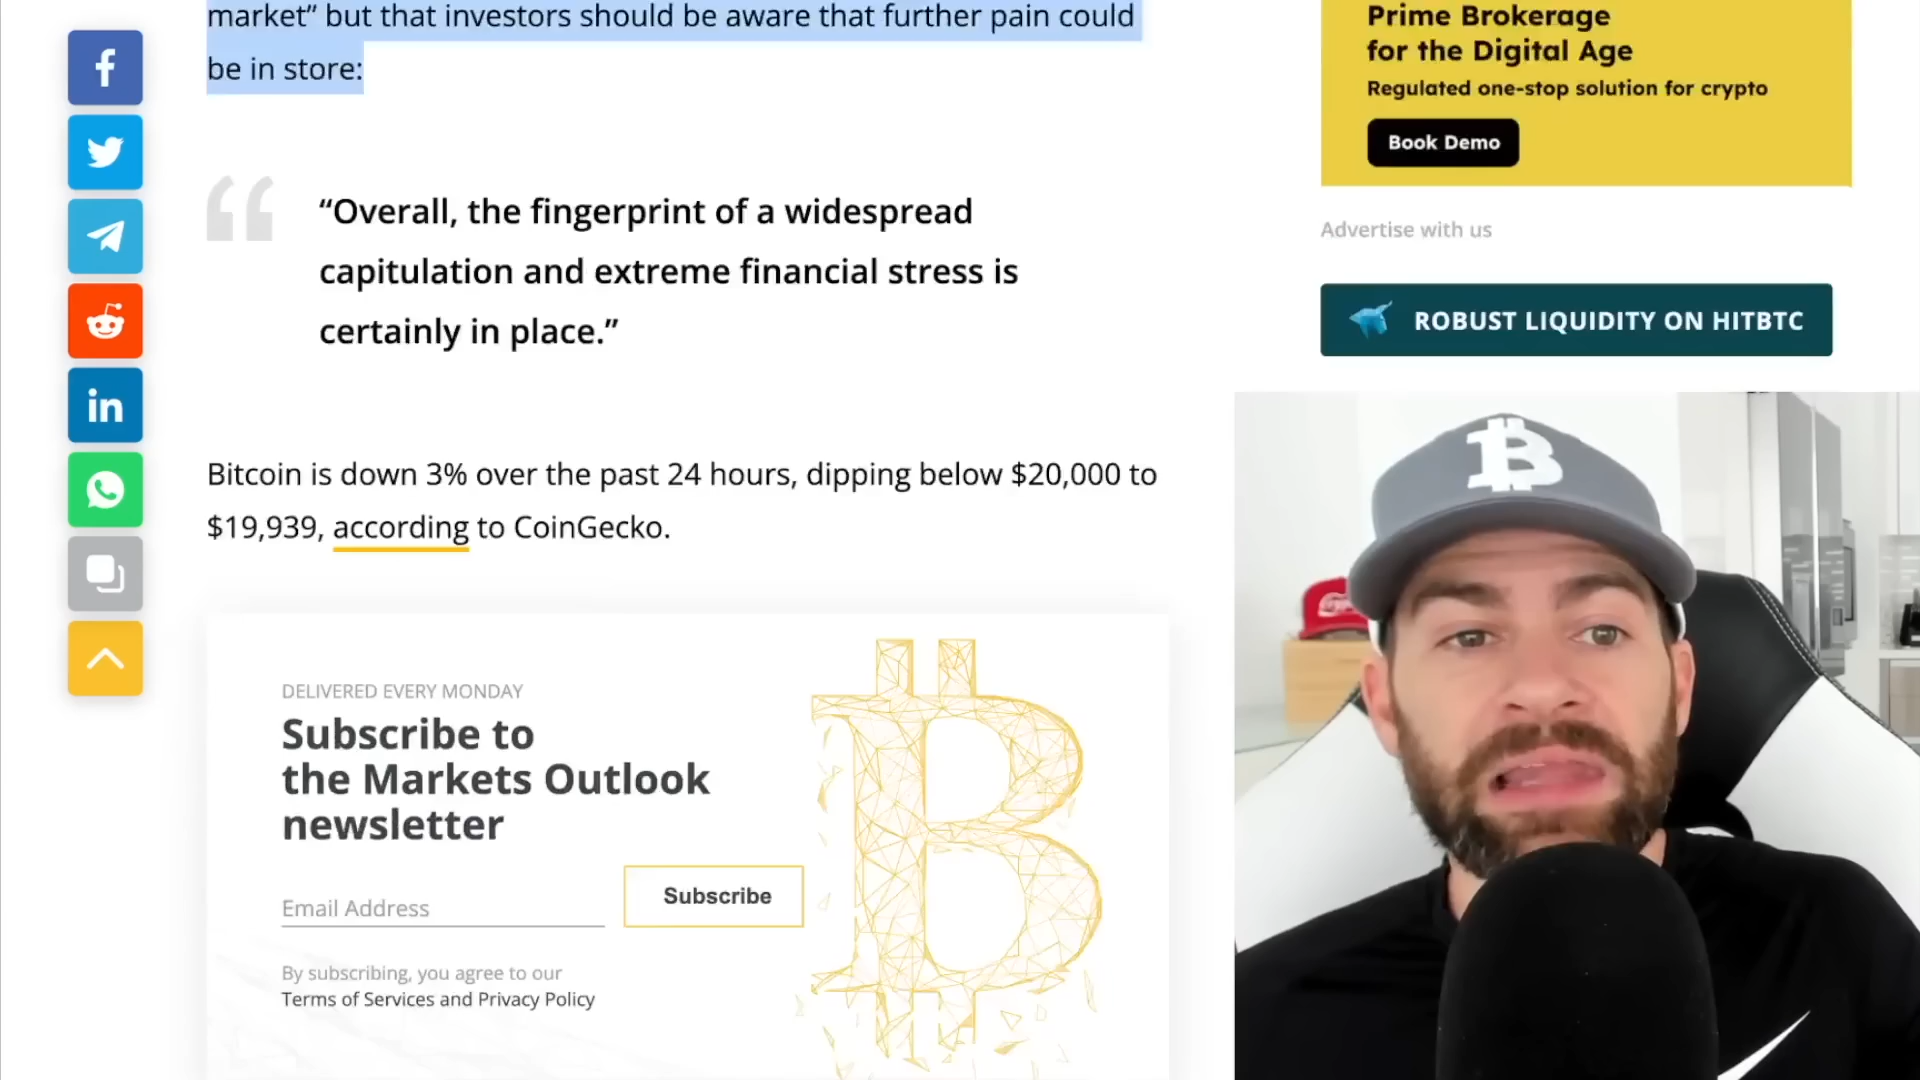 market” but that investors should be aware that further pain could
be in store:
“Overall, the fingerprint of a widespread
capitulation and extreme financial stress is
certainly in place.”
Bitcoin is down 3% over the past 24 hours, dipping below $20,000 to
$19,939, according to CoinGecko.
DELIVERED EVERY MONDAY
Subscribe to
the Markets Outlook
newsletter
Email Address
Subscribe
By subscribing, you agree to our
Terms of Services and Privacy Policy
Prime Brokerage
for the Digital Age
Regulated one-stop solution for crypto
Book Demo
Advertise with us
ROBUST LIQUIDITY ON HITBTC